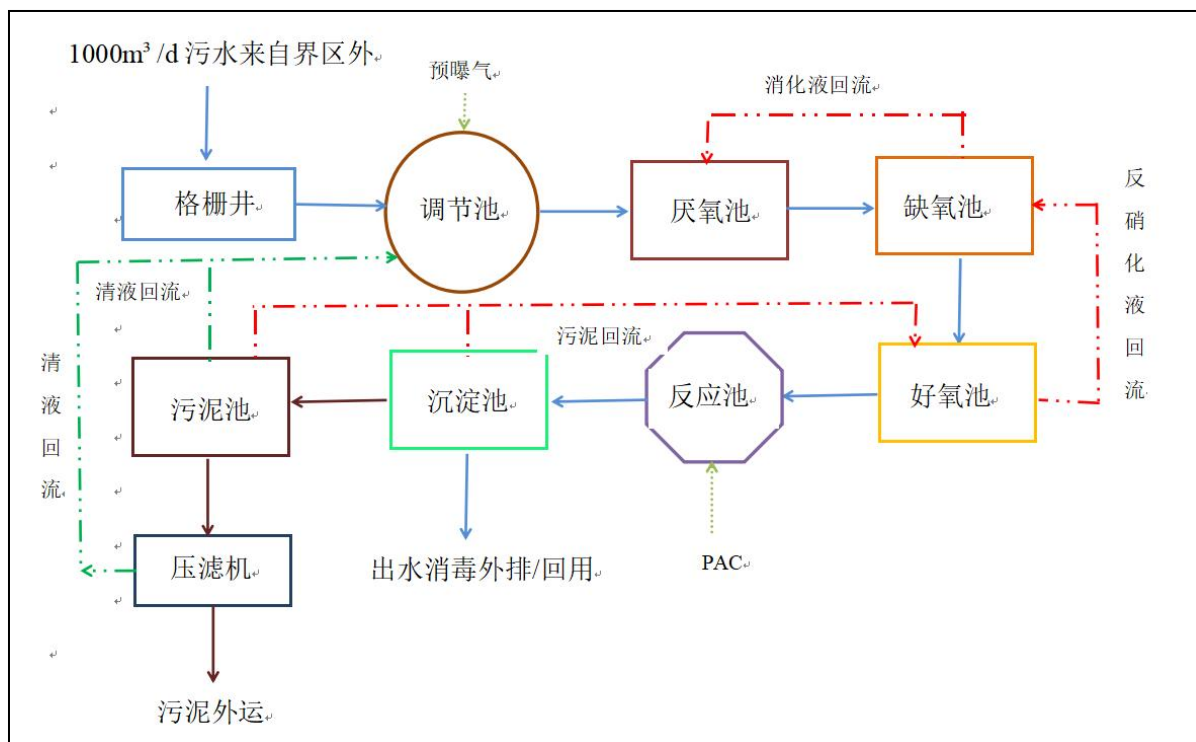 1000m³ /d 污水来自界区外
预曝气
消化液回流
格栅井
调节池
厌氧池
缺氧池
反硝化液回流
清液回流
清液回流
污泥回流
污泥池
沉淀池
反应池
好氧池
压滤机
出水消毒外排/回用
PAC
污泥外运